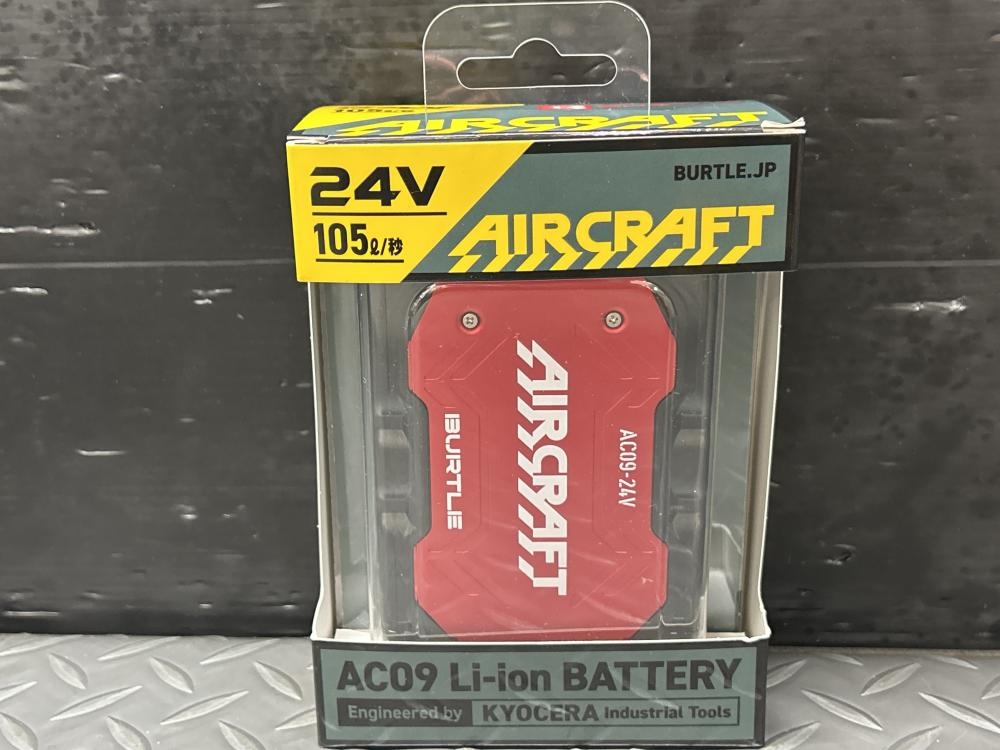 AIRCRAFT
24V
105ℓ/秒
BURTLE.JP
AIRCRAFT
AIRCRAFT
BURTLE
AC09-24V
AC09 Li-ion BATTERY
Engineered by KYOCERA Industrial Tools